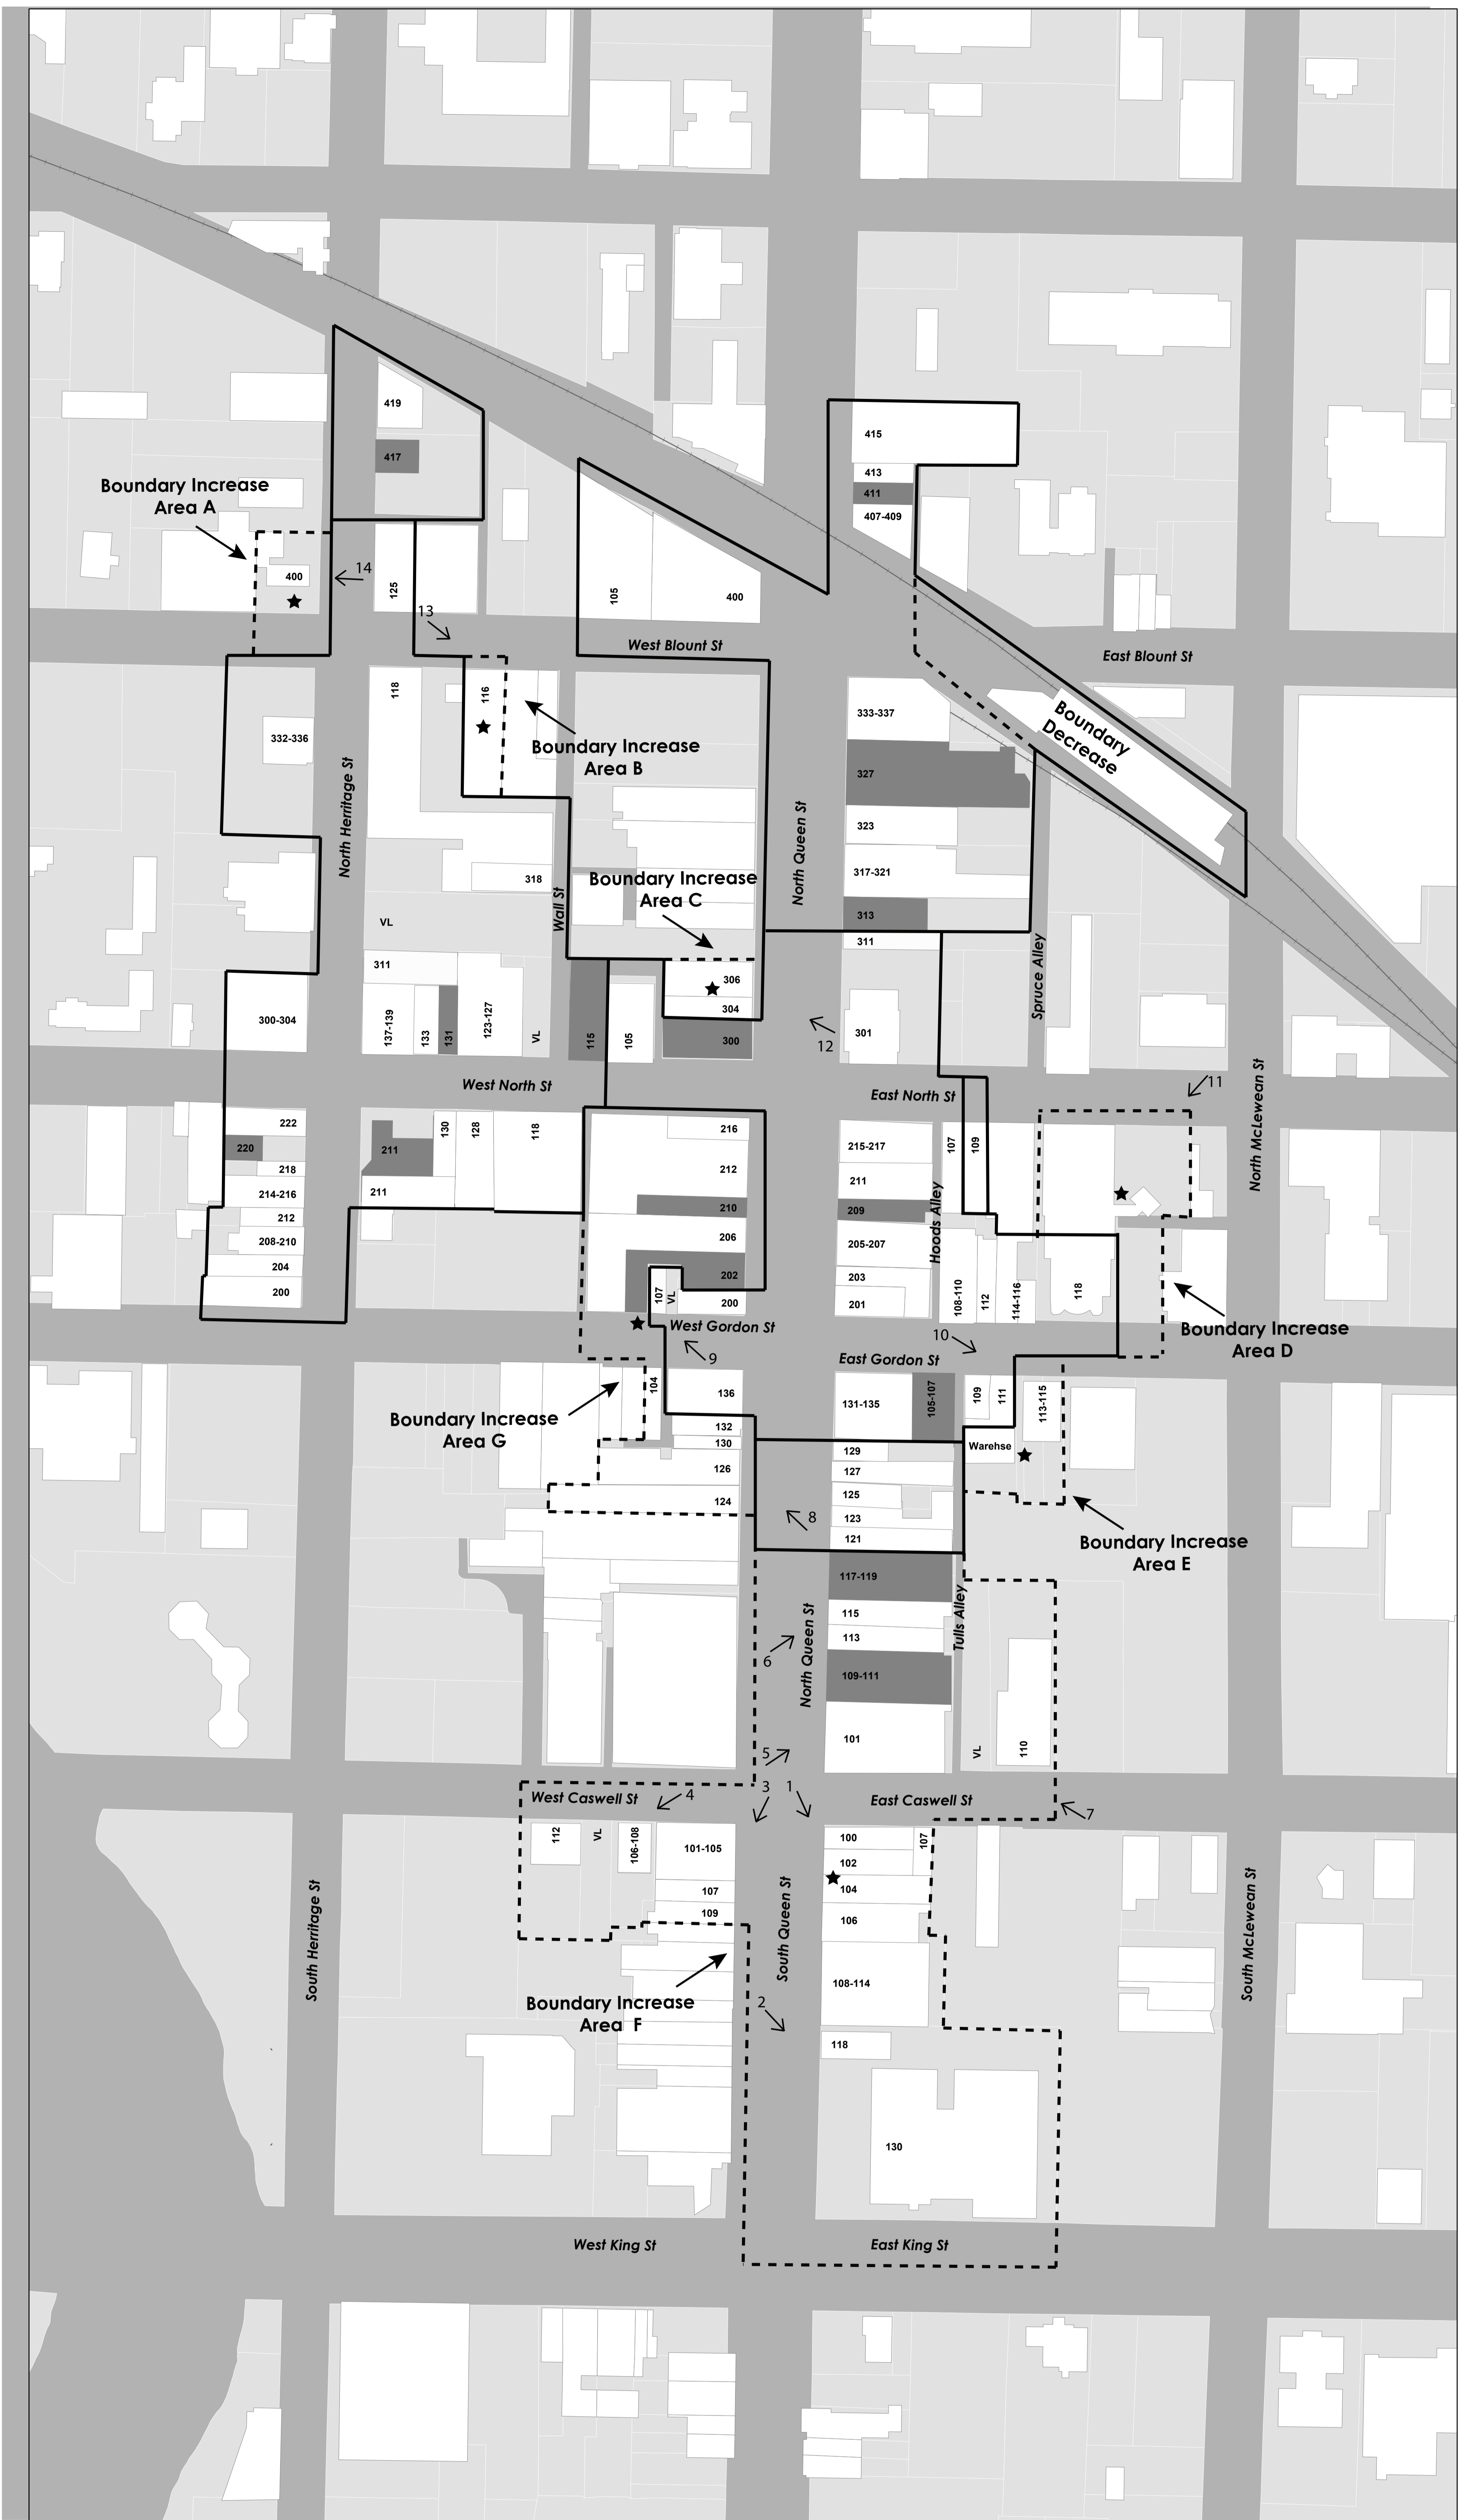 419
417
415
413
411
407-409
Boundary Increase
Area A
400
14
125
13
105
400
West Blount St
East Blount St
118
116
Boundary Increase
Area B
333-337
Boundary
Decrease
332-336
327
North Herritage St
North Queen St
323
317-321
318
Boundary Increase
Area C
Wall St
313
VL
311
311
306
304
300
Spruce Alley
300-304
137-139
133
131
123-127
VL
115
105
12
301
West North St
East North St
11
North McLewean St
222
220
218
214-216
212
208-210
204
200
211
211
130
128
118
216
212
210
206
202
107
VL
200
215-217
211
209
205-207
203
201
Hoods Alley
107
109
108-110
112
114-116
118
West Gordon St
10
Boundary Increase
Area D
9
East Gordon St
104
136
132
130
126
124
Boundary Increase
Area G
131-135
105-107
109
111
113-115
Warehse
129
127
125
123
121
8
Boundary Increase
Area E
117-119
115
113
109-111
101
Tulls Alley
North Queen St
6
VL
110
5
3
1
4
7
West Caswell St
East Caswell St
112
VL
106-108
101-105
107
109
100
102
104
106
107
108-114
118
130
South Herritage St
South Queen St
South McLewean St
2
Boundary Increase
Area F
West King St
East King St